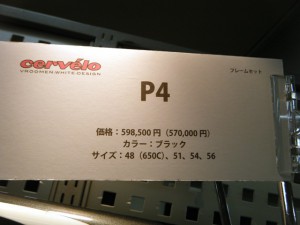 cervélo
VROOMEN.WHITE.DESIGN
フレームセット
P4
価格：598,500円（570,000円）
カラー：ブラック
サイズ：48（650C）、51、54、56